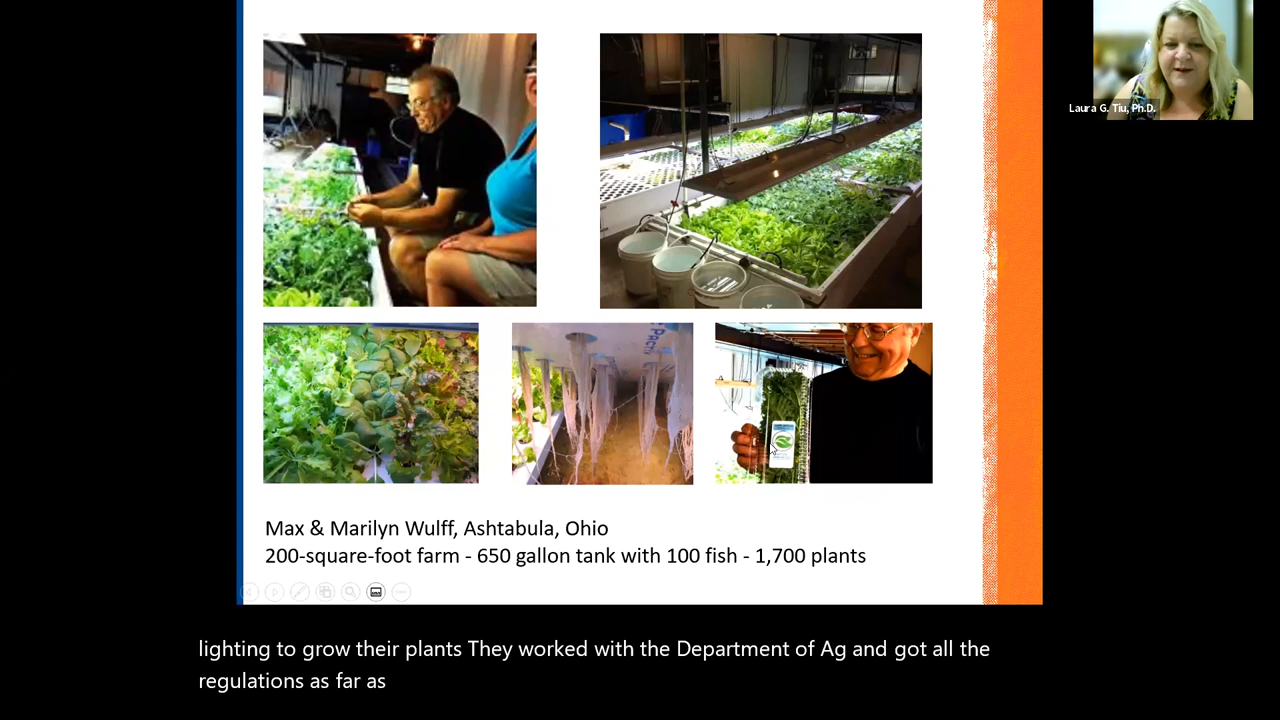 Laura G. Tiu, Ph.D.
Max & Marilyn Wulff, Ashtabula, Ohio
200-square-foot farm - 650 gallon tank with 100 fish - 1,700 plants
lighting to grow their plants They worked with the Department of Ag and got all the
regulations as far as